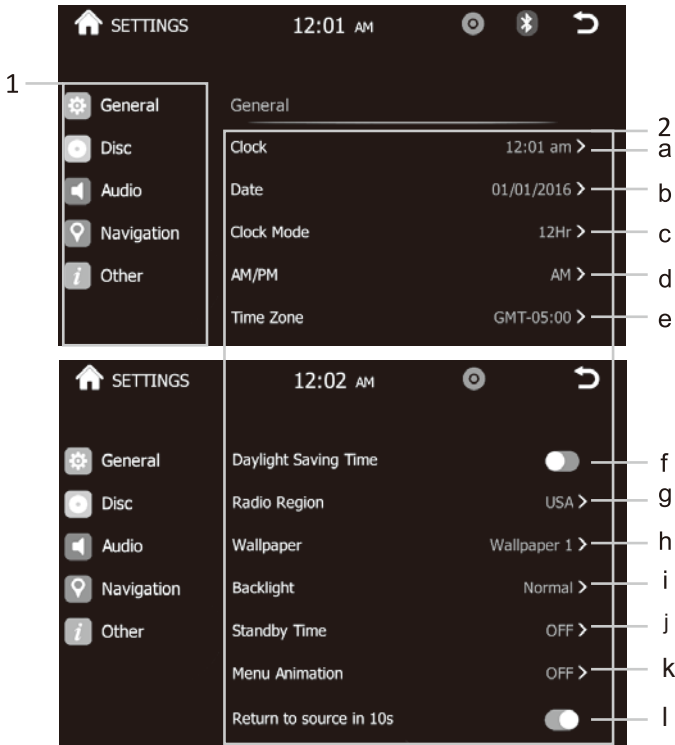 SETTINGS 12:01 AM
1
General General
2
Disc Clock 12:01 am a
Audio Date 01/01/2016 b
Navigation Clock Mode 12Hr c
Other AM/PM AM d
Time Zone GMT-05:00 e
SETTINGS 12:02 AM
General Daylight Saving Time f
Disc Radio Region USA g
Audio Wallpaper Wallpaper 1 h
Navigation Backlight Normal i
Other Standby Time OFF j
Menu Animation OFF k
Return to source in 10s l